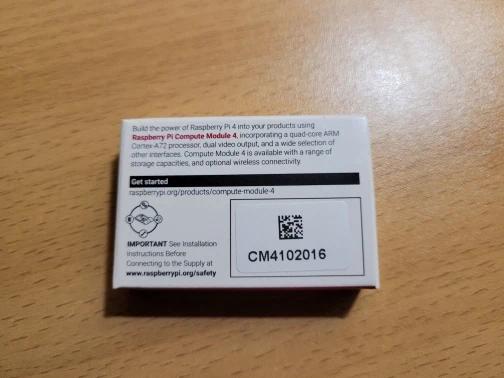 Build the power of Raspberry Pi 4 into your products using
Raspberry Pi Compute Module 4, incorporating a quad-core ARM
Cortex-A72 processor, dual video output, and a wide selection of
other interfaces. Compute Module 4 is available with a range of
storage capacities, and optional wireless connectivity.
Get started
raspberrypi.org/products/compute-module-4
IMPORTANT See Installation
Instructions Before
Connecting to the Supply at
www.raspberrypi.org/safety
CM4102016